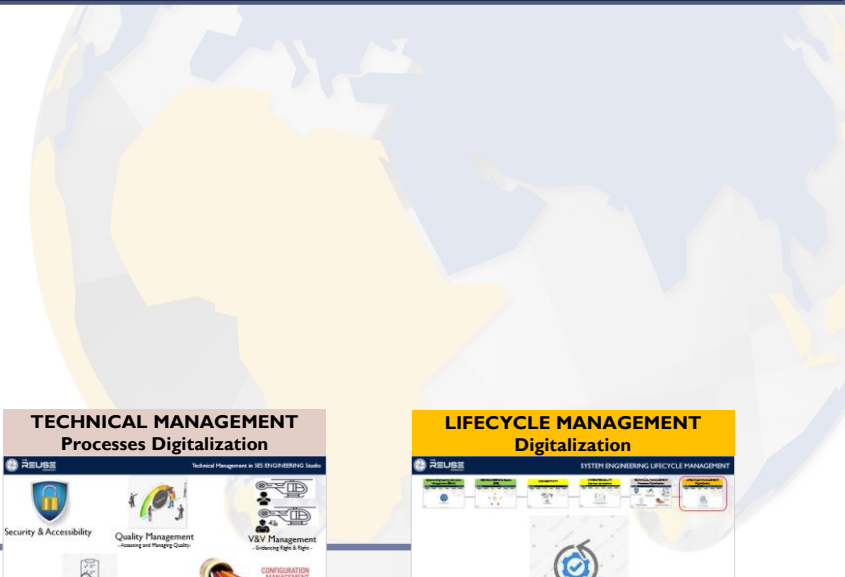 TECHNICAL MANAGEMENT
Processes Digitalization
REUSE
Technical Management in SES ENGINEERING Studio
Security & Accessibility
Quality Management
-Assessing and Managing Quality-
V&V Management
- Evidencing Right & Right -
CONFIGURATION
MANAGEMENT
LIFECYCLE MANAGEMENT
Digitalization
REUSE
SYSTEM ENGINEERING LIFECYCLE MANAGEMENT